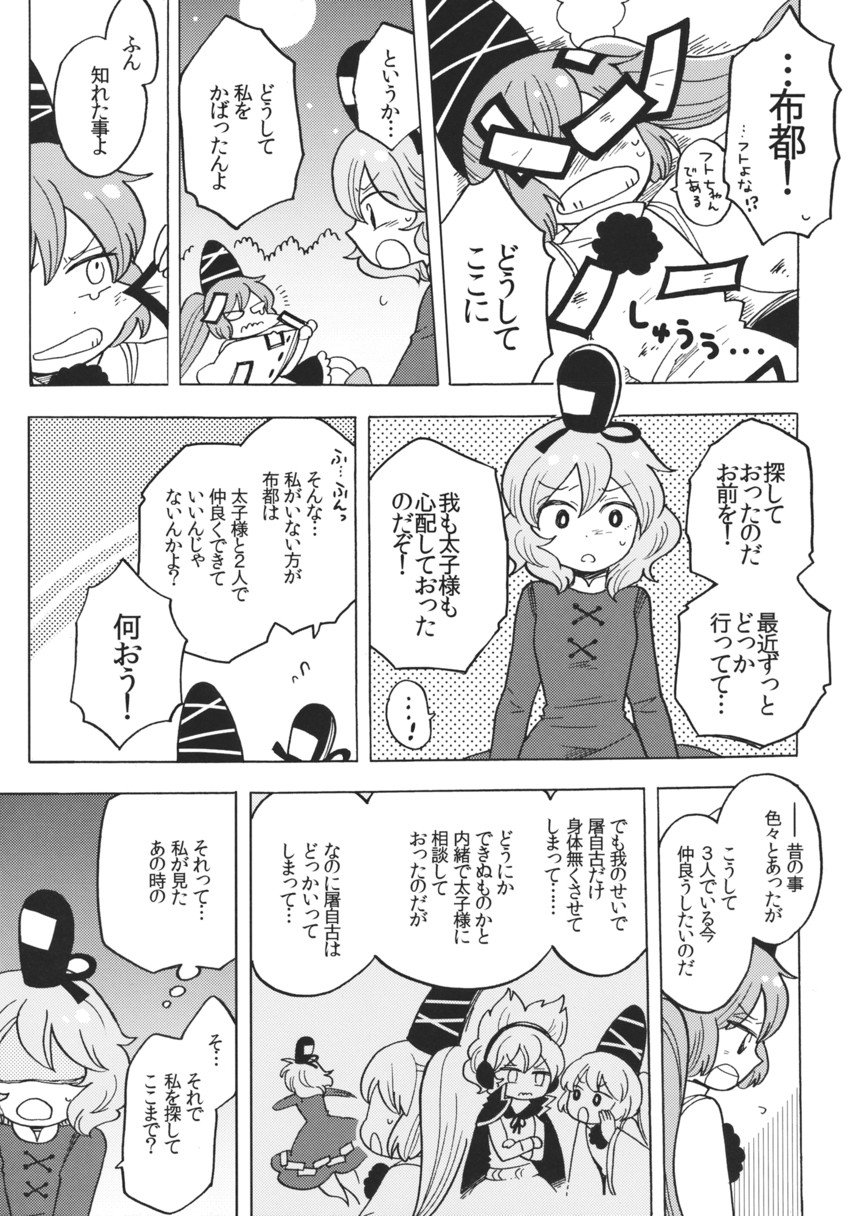 …布都!
…フトよな!?
フトちゃん
である
どうして
ここに
しゅうぅ…
というか…
どうして
私を
かばったんよ
ふん
知れた事よ
探して
おったのだ
お前を!
最近ずっと
どっか
行ってて…
我も太子様も
心配しておった
のだぞ!
…!
ふ…ふんっ
そんな…
私がいない方が
布都は
太子様と2人で
仲良くできて
いいんじゃ
ないんかよ?
何おう!
――昔の事
色々とあったが
こうして
3人でいる今
仲良うしたいのだ
でも我のせいで
屠自古だけ
身体無くさせて
しまって……
どうにか
できぬものかと
内緒で太子様に
相談して
おったのだが
なのに屠自古は
どっかいって
しまって…
それって…
私が見た
あの時の
そ…
それで
私を探して
ここまで?